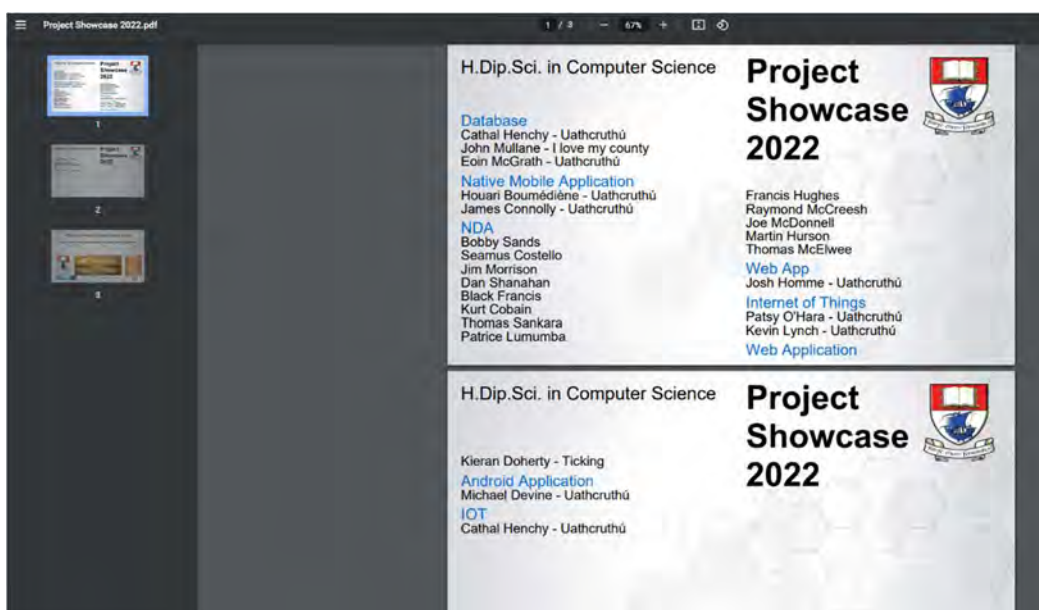 Project Showcase 2022.pdf
1 / 3
67%
1
2
3
H.Dip.Sci. in Computer Science
Project
Showcase
2022
Database
Cathal Henchy - Uathcruthú
John Mullane - I love my county
Eoin McGrath - Uathcruthú
Native Mobile Application
Houari Boumédiène - Uathcruthú
James Connolly - Uathcruthú
NDA
Bobby Sands
Seamus Costello
Jim Morrison
Dan Shanahan
Black Francis
Kurt Cobain
Thomas Sankara
Patrice Lumumba
Francis Hughes
Raymond McCreesh
Joe McDonnell
Martin Hurson
Thomas McElwee
Web App
Josh Homme - Uathcruthú
Internet of Things
Patsy O'Hara - Uathcruthú
Kevin Lynch - Uathcruthú
Web Application
H.Dip.Sci. in Computer Science
Project
Showcase
2022
Kieran Doherty - Ticking
Android Application
Michael Devine - Uathcruthú
IOT
Cathal Henchy - Uathcruthú